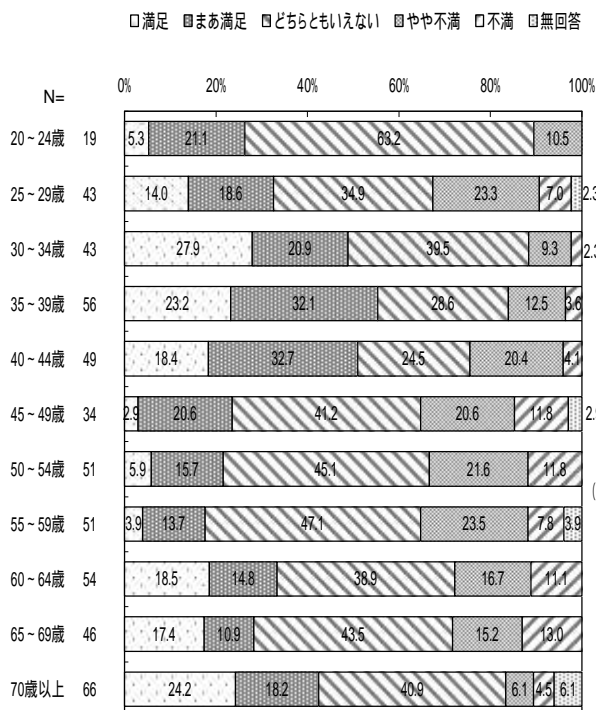 □満足 ■まあ満足 ■どちらともいえない ■やや不満 □不満 ■無回答
0% 20% 40% 60% 80% 100%
N=
20～24歳 19 5.3 21.1 63.2 10.5
25～29歳 43 14.0 18.6 34.9 23.3 7.0 2.3
30～34歳 43 27.9 20.9 39.5 9.3 2.3
35～39歳 56 23.2 32.1 28.6 12.5 3.6
40～44歳 49 18.4 32.7 24.5 20.4 4.1
45～49歳 34 2.9 20.6 41.2 20.6 11.8
50～54歳 51 5.9 15.7 45.1 21.6 11.8
55～59歳 51 3.9 13.7 47.1 23.5 7.8 3.9
60～64歳 54 18.5 14.8 38.9 16.7 11.1
65～69歳 46 17.4 10.9 43.5 15.2 13.0
70歳以上 66 24.2 18.2 40.9 6.1 4.5 6.1